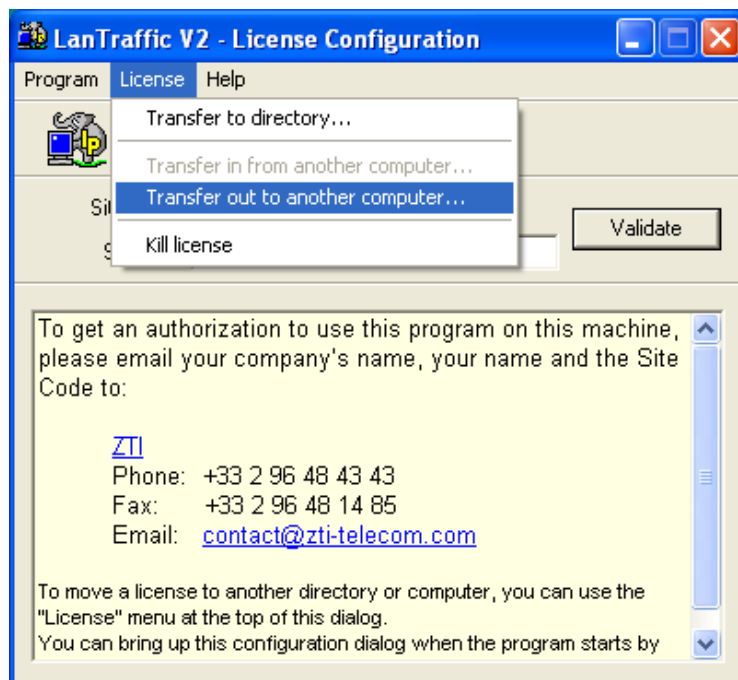 LanTraffic V2 - License Configuration
Program License Help
Transfer to directory...
Transfer in from another computer...
Transfer out to another computer...
Kill license
Validate
To get an authorization to use this program on this machine,
please email your company's name, your name and the Site
Code to:
ZTI
Phone: +33 2 96 48 43 43
Fax: +33 2 96 48 14 85
Email: contact@zti-telecom.com
To move a license to another directory or computer, you can use the
"License" menu at the top of this dialog.
You can bring up this configuration dialog when the program starts by